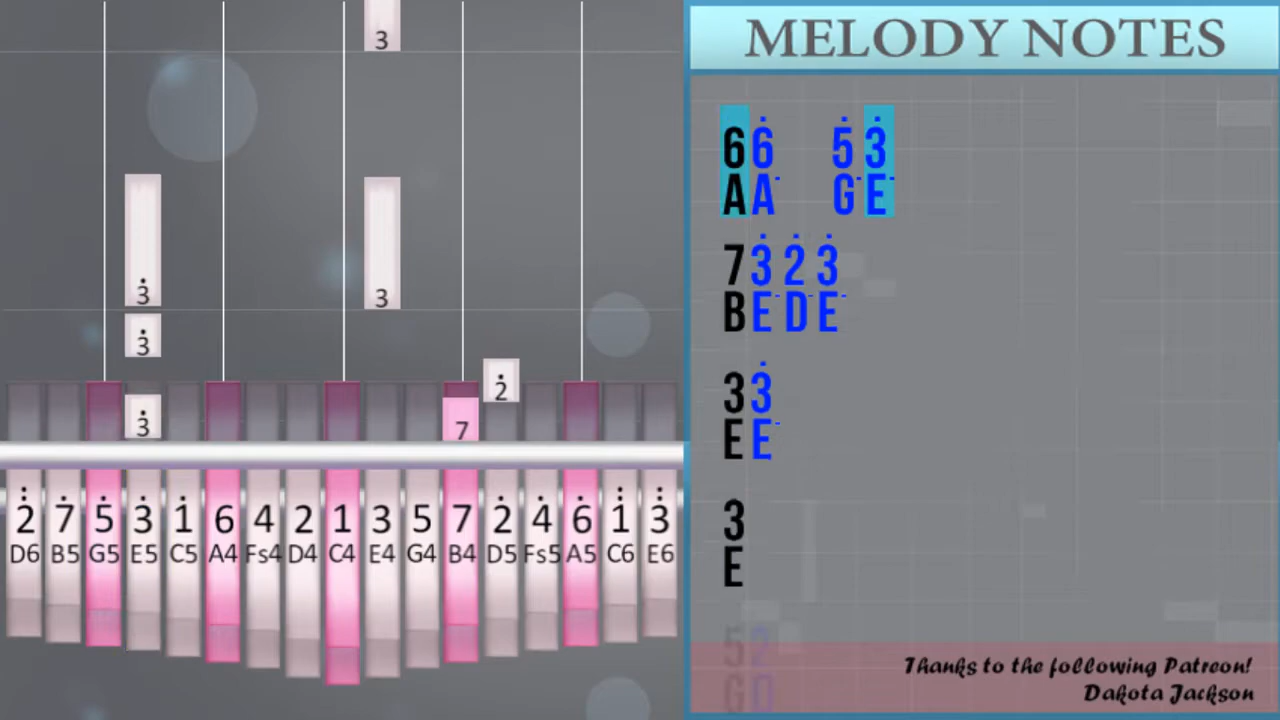 3
3
3
3
3
2
3
7
2 7 5 3 1 6 4 2 1 3 5 7 2 4 6 1 3
D6 B5 G5 E5 C5 A4 Fs4 D4 C4 E4 G4 B4 D5 Fs5 A5 C6 E6
MELODY NOTES
6 6 5 3
A A G E
7 3 2 3
B E D E
3 3
E E
3
E
5 2
G D
Thanks to the following Patreon!
Dakota Jackson